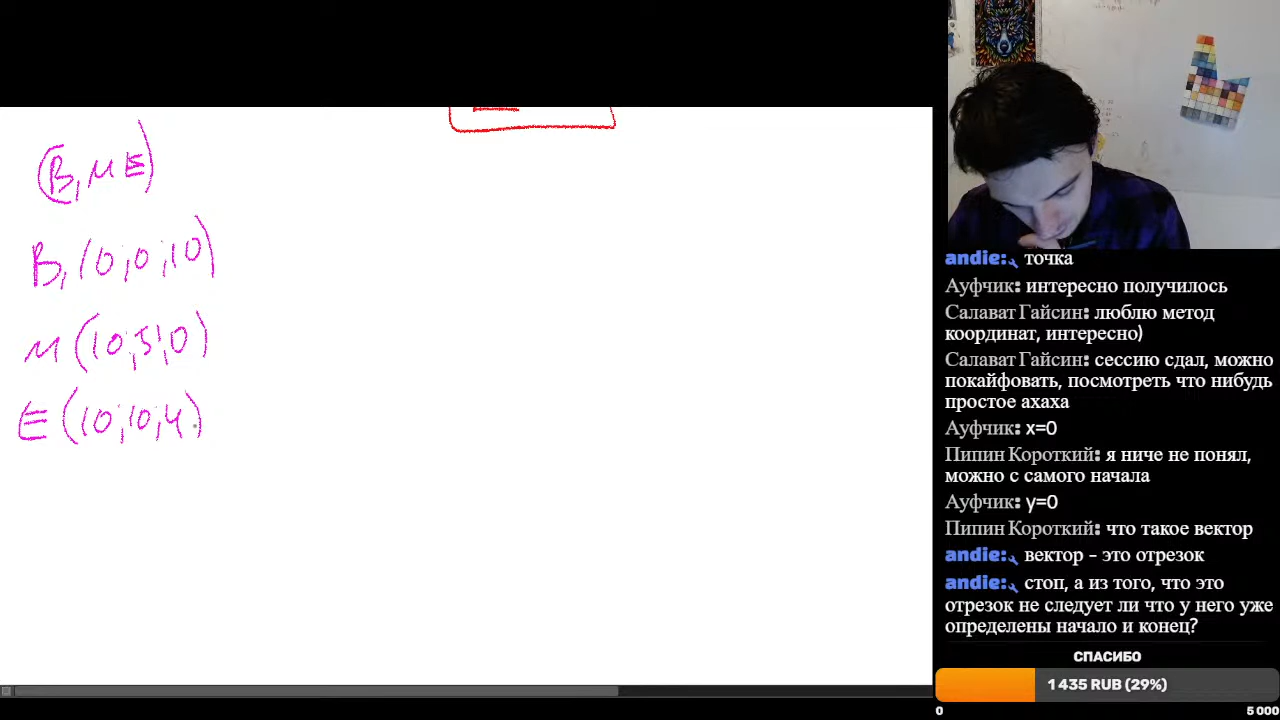 (B₁ M E)
B₁ (0;0;10)
M (10;5;0)
E (10;10;4)
andie: точка
Ауфчик: интересно получилось
Салават Гайсин: люблю метод
координат, интересно)
Салават Гайсин: сессию сдал, можно
покайфовать, посмотреть что нибудь
простое ахаха
Ауфчик: x=0
Пипин Короткий: я ниче не понял,
можно с самого начала
Ауфчик: y=0
Пипин Короткий: что такое вектор
andie: вектор - это отрезок
andie: стоп, а из того, что это
отрезок не следует ли что у него уже
определены начало и конец?
СПАСИБО
1 435 RUB (29%)
0 5 000